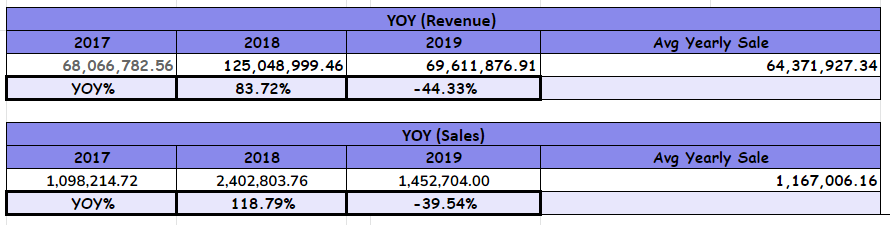 YOY (Revenue)
2017 2018 2019 Avg Yearly Sale
68,066,782.56 125,048,999.46 69,611,876.91 64,371,927.34
YOY% 83.72% -44.33%
YOY (Sales)
2017 2018 2019 Avg Yearly Sale
1,098,214.72 2,402,803.76 1,452,704.00 1,167,006.16
YOY% 118.79% -39.54%